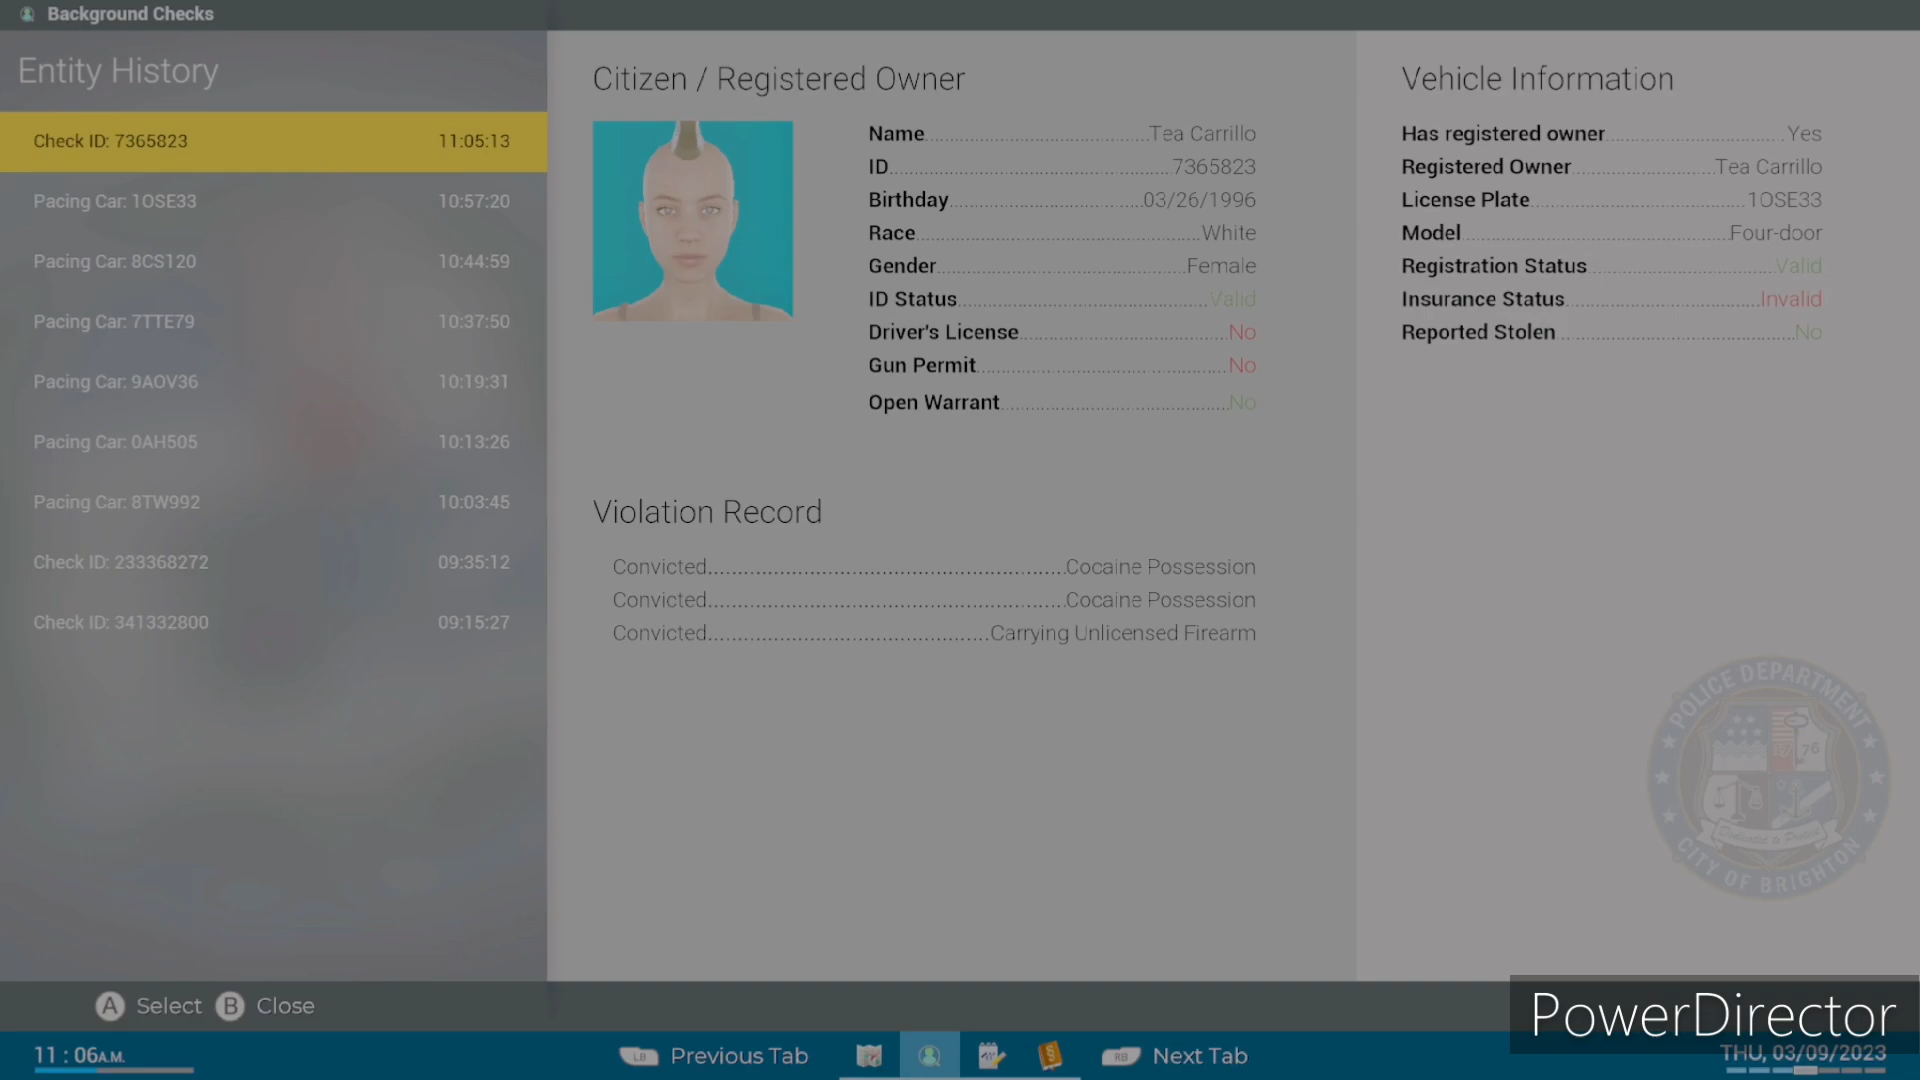 Background Checks
Entity History
Check ID: 7365823 11:05:13
Pacing Car: 1OSE33 10:57:20
Pacing Car: 8CS120 10:44:59
Pacing Car: 7TTE79 10:37:50
Pacing Car: 9AOV36 10:19:31
Pacing Car: 0AH505 10:13:26
Pacing Car: 8TW992 10:03:45
Check ID: 233368272 09:35:12
Check ID: 341332800 09:15:27
Citizen / Registered Owner
Name Tea Carrillo
ID 7365823
Birthday 03/26/1996
Race White
Gender Female
ID Status Valid
Driver's License No
Gun Permit No
Open Warrant No
Violation Record
Convicted Cocaine Possession
Convicted Cocaine Possession
Convicted Carrying Unlicensed Firearm
Vehicle Information
Has registered owner Yes
Registered Owner Tea Carrillo
License Plate 1OSE33
Model Four-door
Registration Status Valid
Insurance Status Invalid
Reported Stolen No
POLICE DEPARTMENT
17 76
Dedicated to Protect
CITY OF BRIGHTON
A Select B Close
PowerDirector
11 : 06 A.M.
LB Previous Tab
RB Next Tab
THU, 03/09/2023